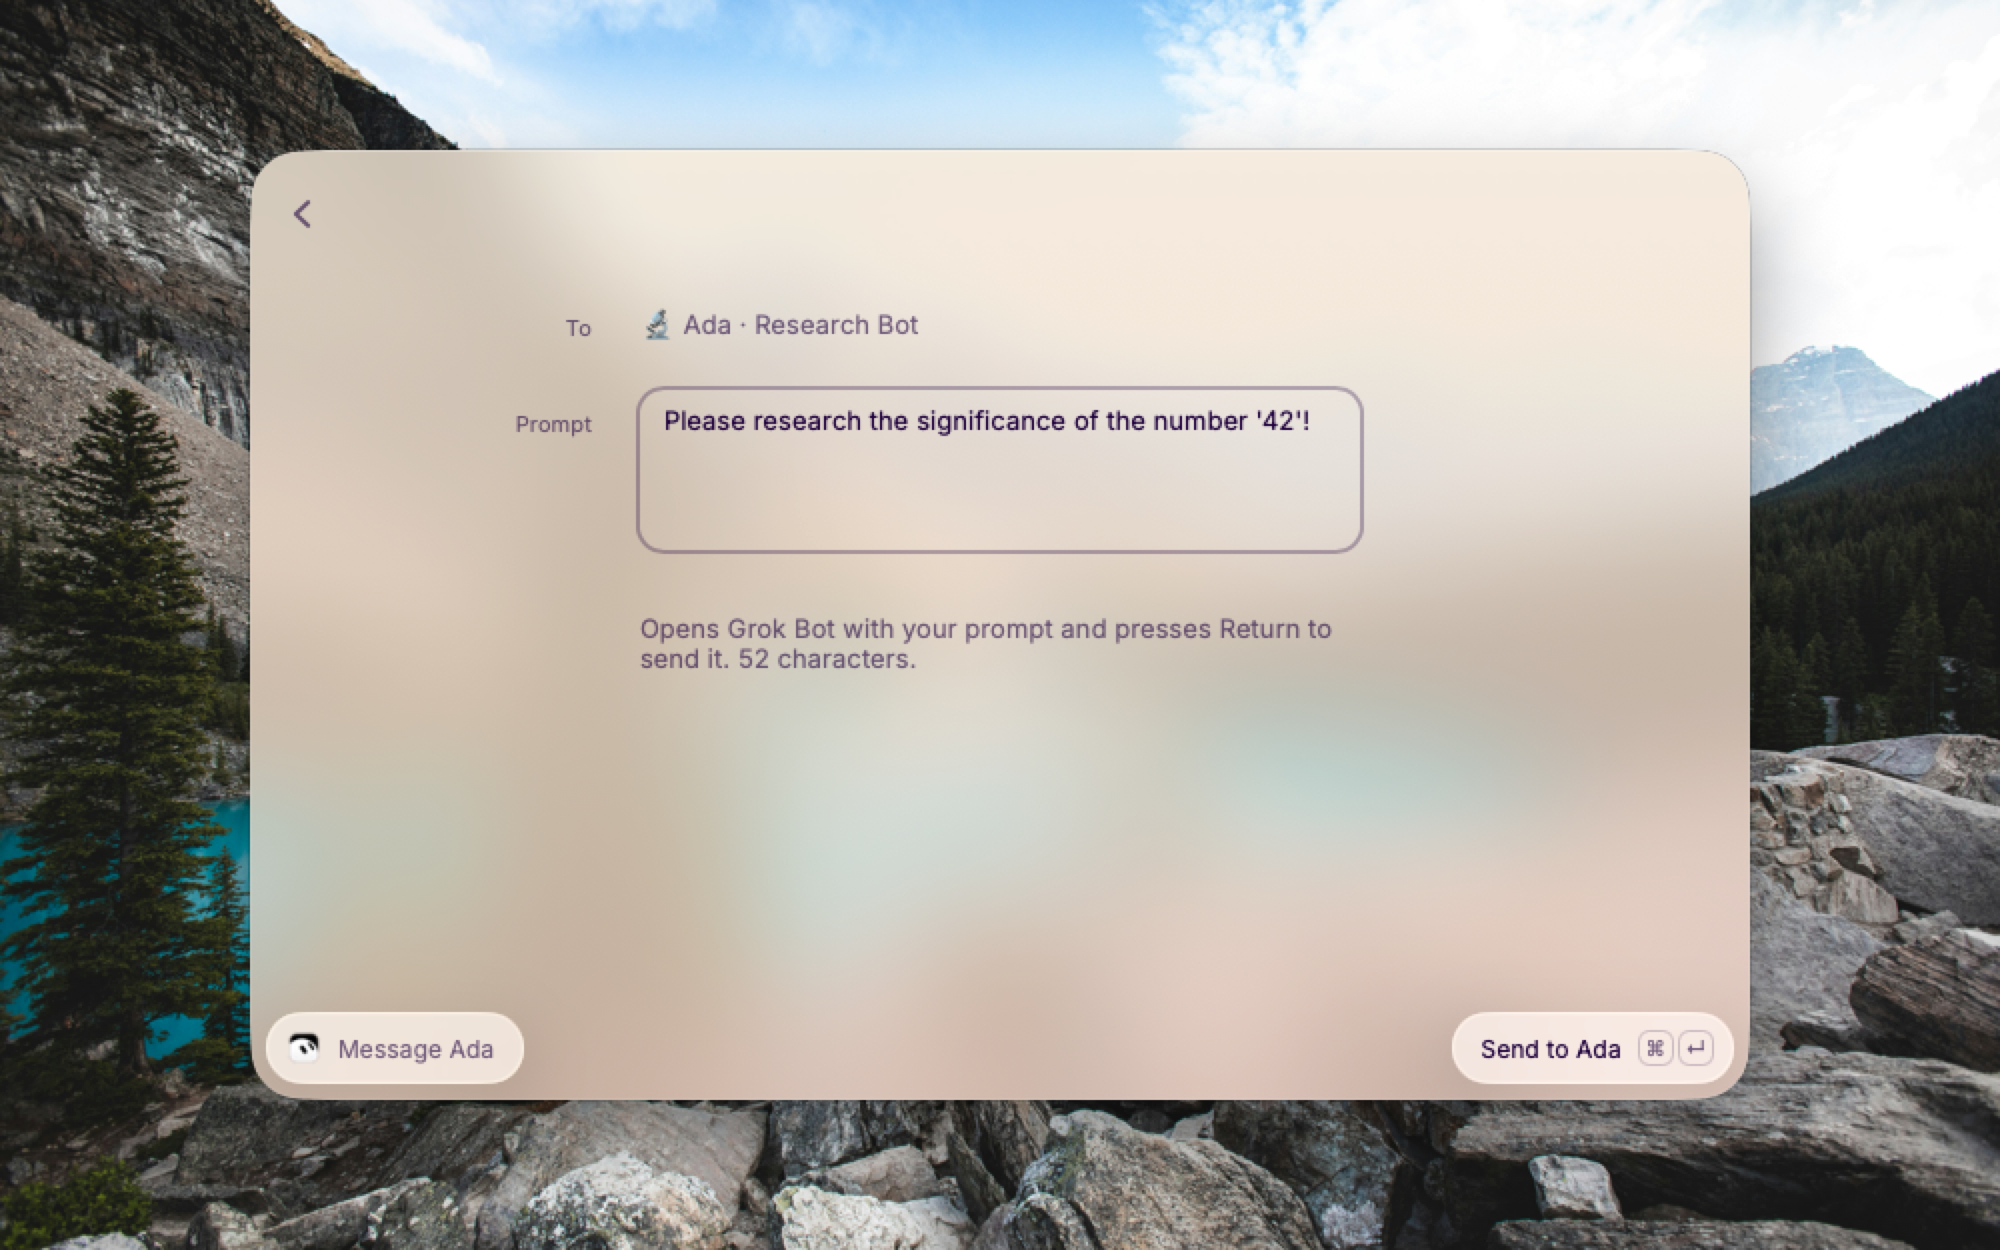 To
Ada · Research Bot
Prompt
Please research the significance of the number '42'!
Opens Grok Bot with your prompt and presses Return to
send it. 52 characters.
Message Ada
Send to Ada ⌘ ↵